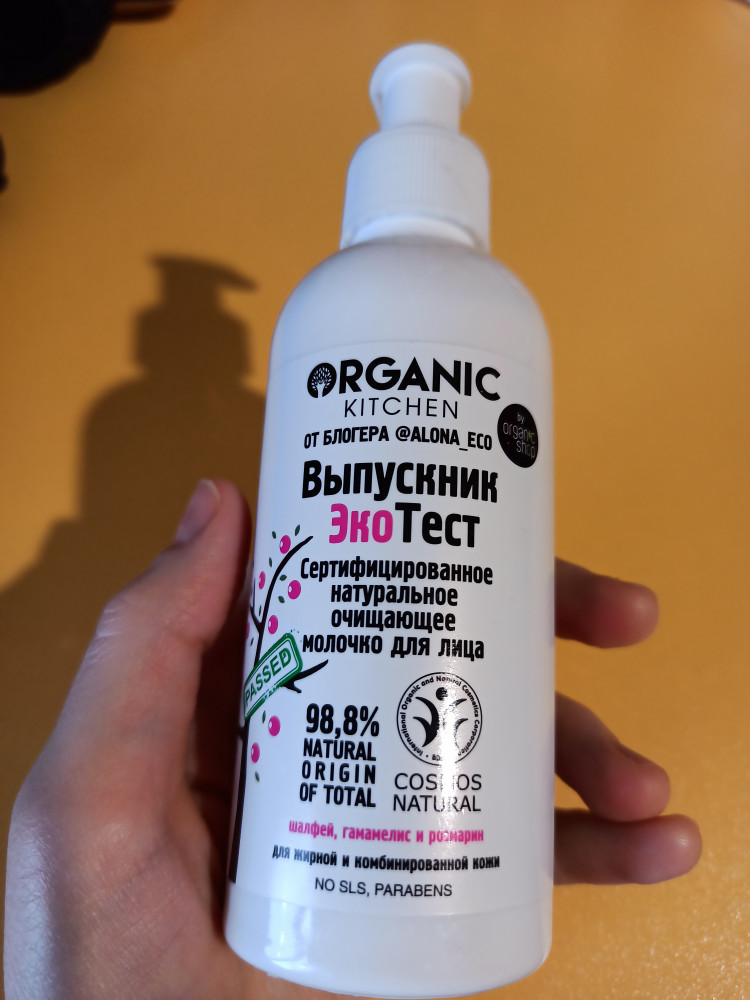 ORGANIC
KITCHEN
ОТ БЛОГЕРА @ALONA_ECO
by
organic
shop
Выпускник
ЭкоТест
Сертифицированное
натуральное
очищающее
молочко для лица
PASSED
98,8%
NATURAL
ORIGIN
OF TOTAL
International Organic and Natural Cosmetics Corporation • BDIH •
COSMOS
NATURAL
шалфей, гамамелис и розмарин
для жирной и комбинированной кожи
NO SLS, PARABENS